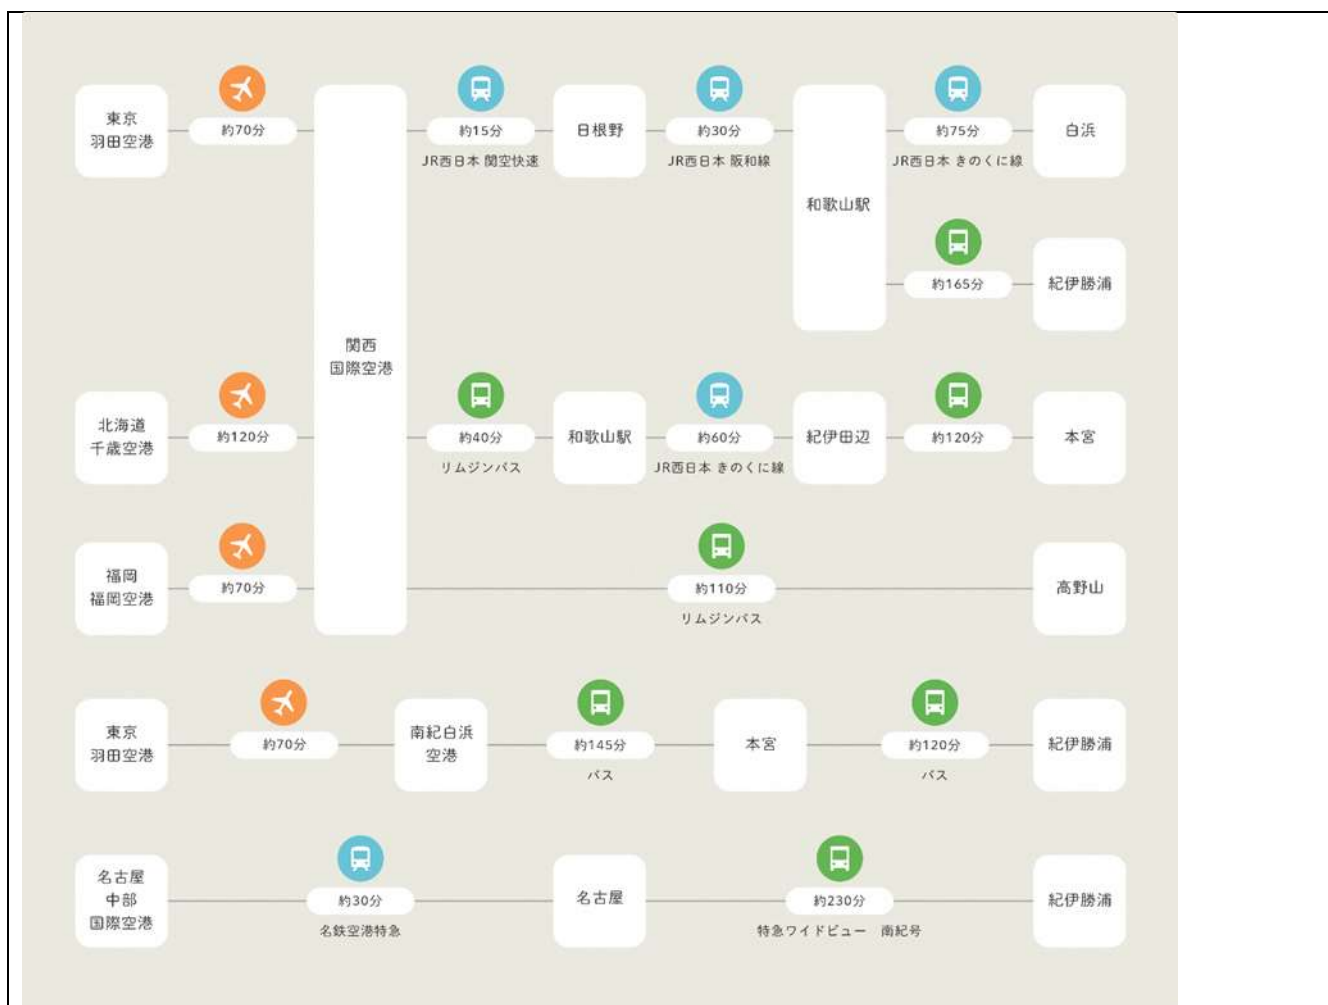 東京
羽田空港
約70分
関西
国際空港
約15分
JR西日本 関空快速
日根野
約30分
JR西日本 阪和線
和歌山駅
約75分
JR西日本 きのくに線
白浜
約165分
紀伊勝浦
北海道
千歳空港
約120分
約40分
リムジンバス
和歌山駅
約60分
JR西日本 きのくに線
紀伊田辺
約120分
本宮
福岡
福岡空港
約70分
約110分
リムジンバス
高野山
東京
羽田空港
約70分
南紀白浜
空港
約145分
バス
本宮
約120分
バス
紀伊勝浦
名古屋
中部
国際空港
約30分
名鉄空港特急
名古屋
約230分
特急ワイドビュー　南紀号
紀伊勝浦